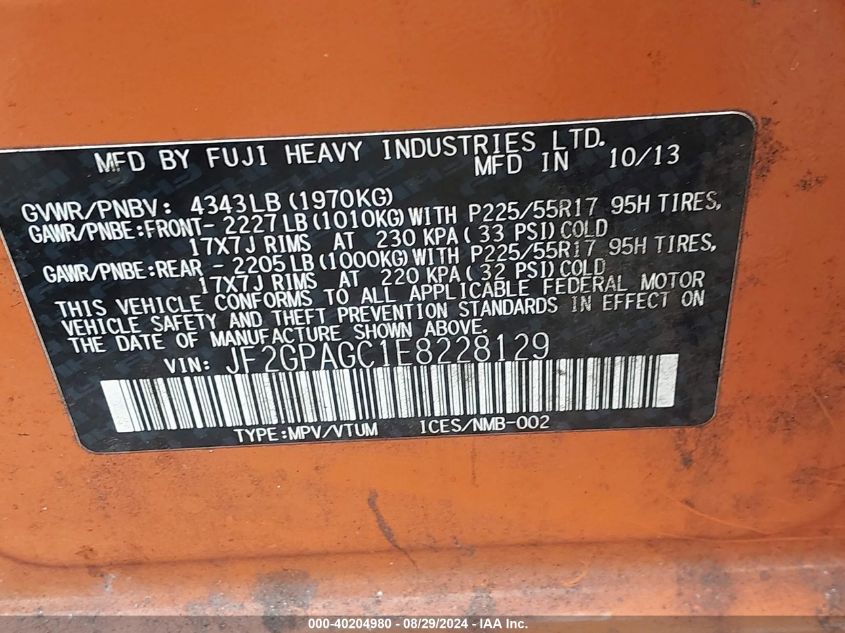 MFD BY FUJI HEAVY INDUSTRIES LTD.
MFD IN 10/13
GVWR/PNBV: 4343LB (1970KG)
GAWR/PNBE:FRONT- 2227LB(1010KG)WITH P225/55R17 95H TIRES,
17X7J RIMS AT 230 KPA( 33 PSI)COLD
GAWR/PNBE:REAR - 2205LB(1000KG)WITH P225/55R17 95H TIRES,
17X7J RIMS AT 220 KPA( 32 PSI)COLD
THIS VEHICLE CONFORMS TO ALL APPLICABLE FEDERAL MOTOR
VEHICLE SAFETY AND THEFT PREVENTION STANDARDS IN EFFECT ON
THE DATE OF MANUFACTURE SHOWN ABOVE.
VIN: JF2GPAGC1E8228129
TYPE:MPV/VTUM ICES/NMB-002
000-40204980 - 08/29/2024 - IAA Inc.